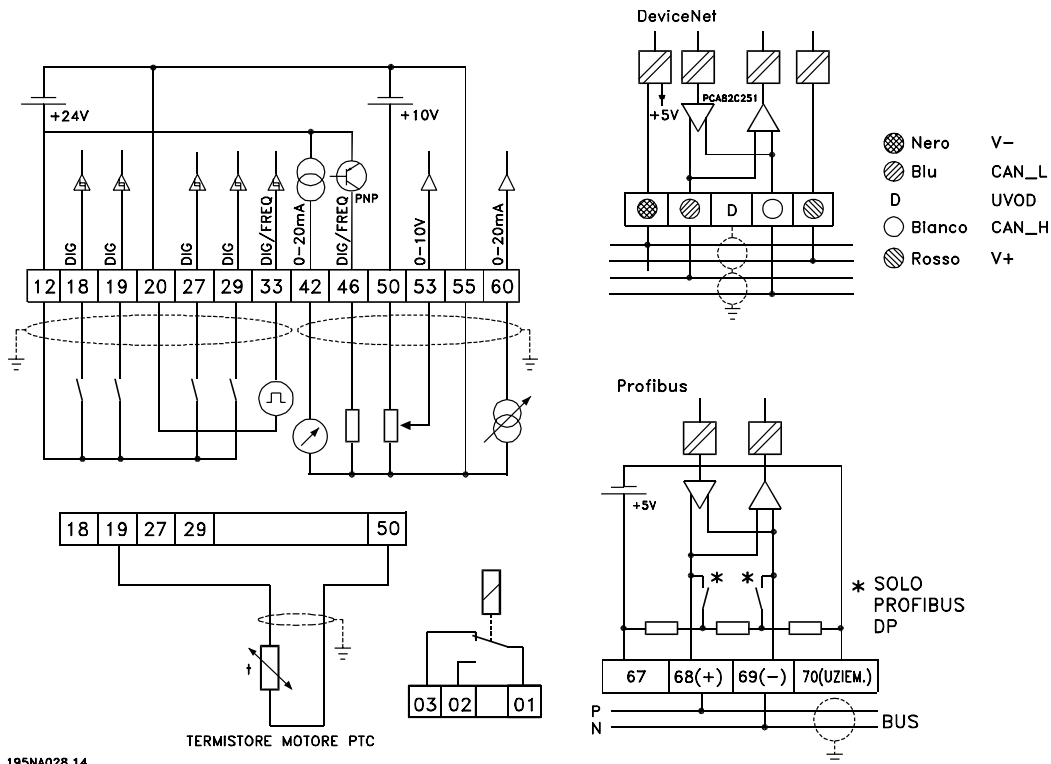 DeviceNet
+24V
+10V
+5V
PCA82C251
DIG
DIG
DIG
DIG
DIG/FREQ
0-20mA
DIG/FREQ
PNP
0-10V
0-20mA
12 18 19 20 27 29 33 42 46 50 53 55 60
D
Nero V-
Blu CAN_L
D UVOD
Bianco CAN_H
Rosso V+
Profibus
+5V
* *
* SOLO
PROFIBUS
DP
67 68(+) 69(-) 70(UZIEM.)
P
N
BUS
18 19 27 29 50
t
03 02 01
TERMISTORE MOTORE PTC
195NA028.14